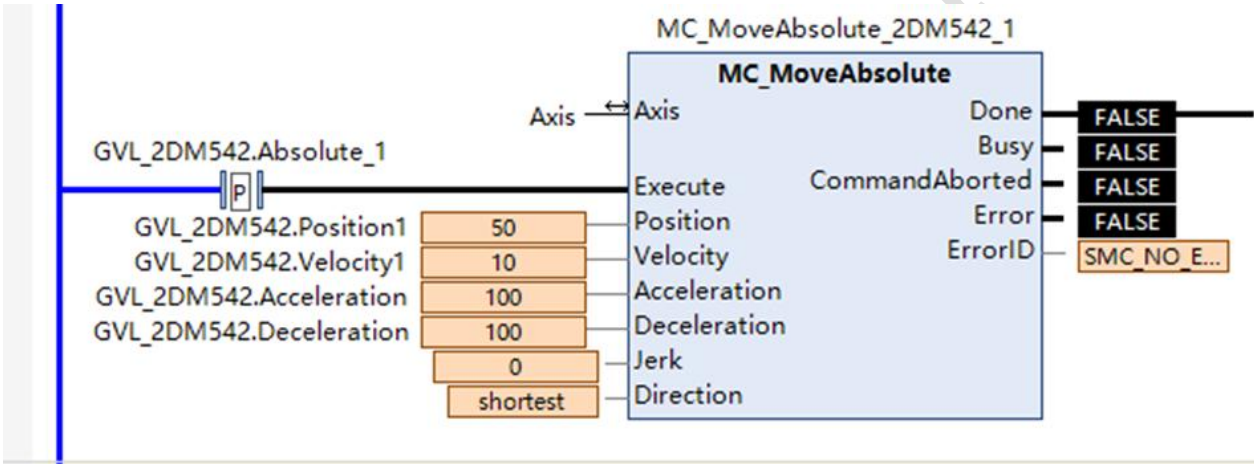 MC_MoveAbsolute_2DM542_1
MC_MoveAbsolute
Axis Axis Done FALSE
GVL_2DM542.Absolute_1 Busy FALSE
P Execute CommandAborted FALSE
GVL_2DM542.Position1 50 Position Error FALSE
GVL_2DM542.Velocity1 10 Velocity ErrorID SMC_NO_E...
GVL_2DM542.Acceleration 100 Acceleration
GVL_2DM542.Deceleration 100 Deceleration
0 Jerk
shortest Direction